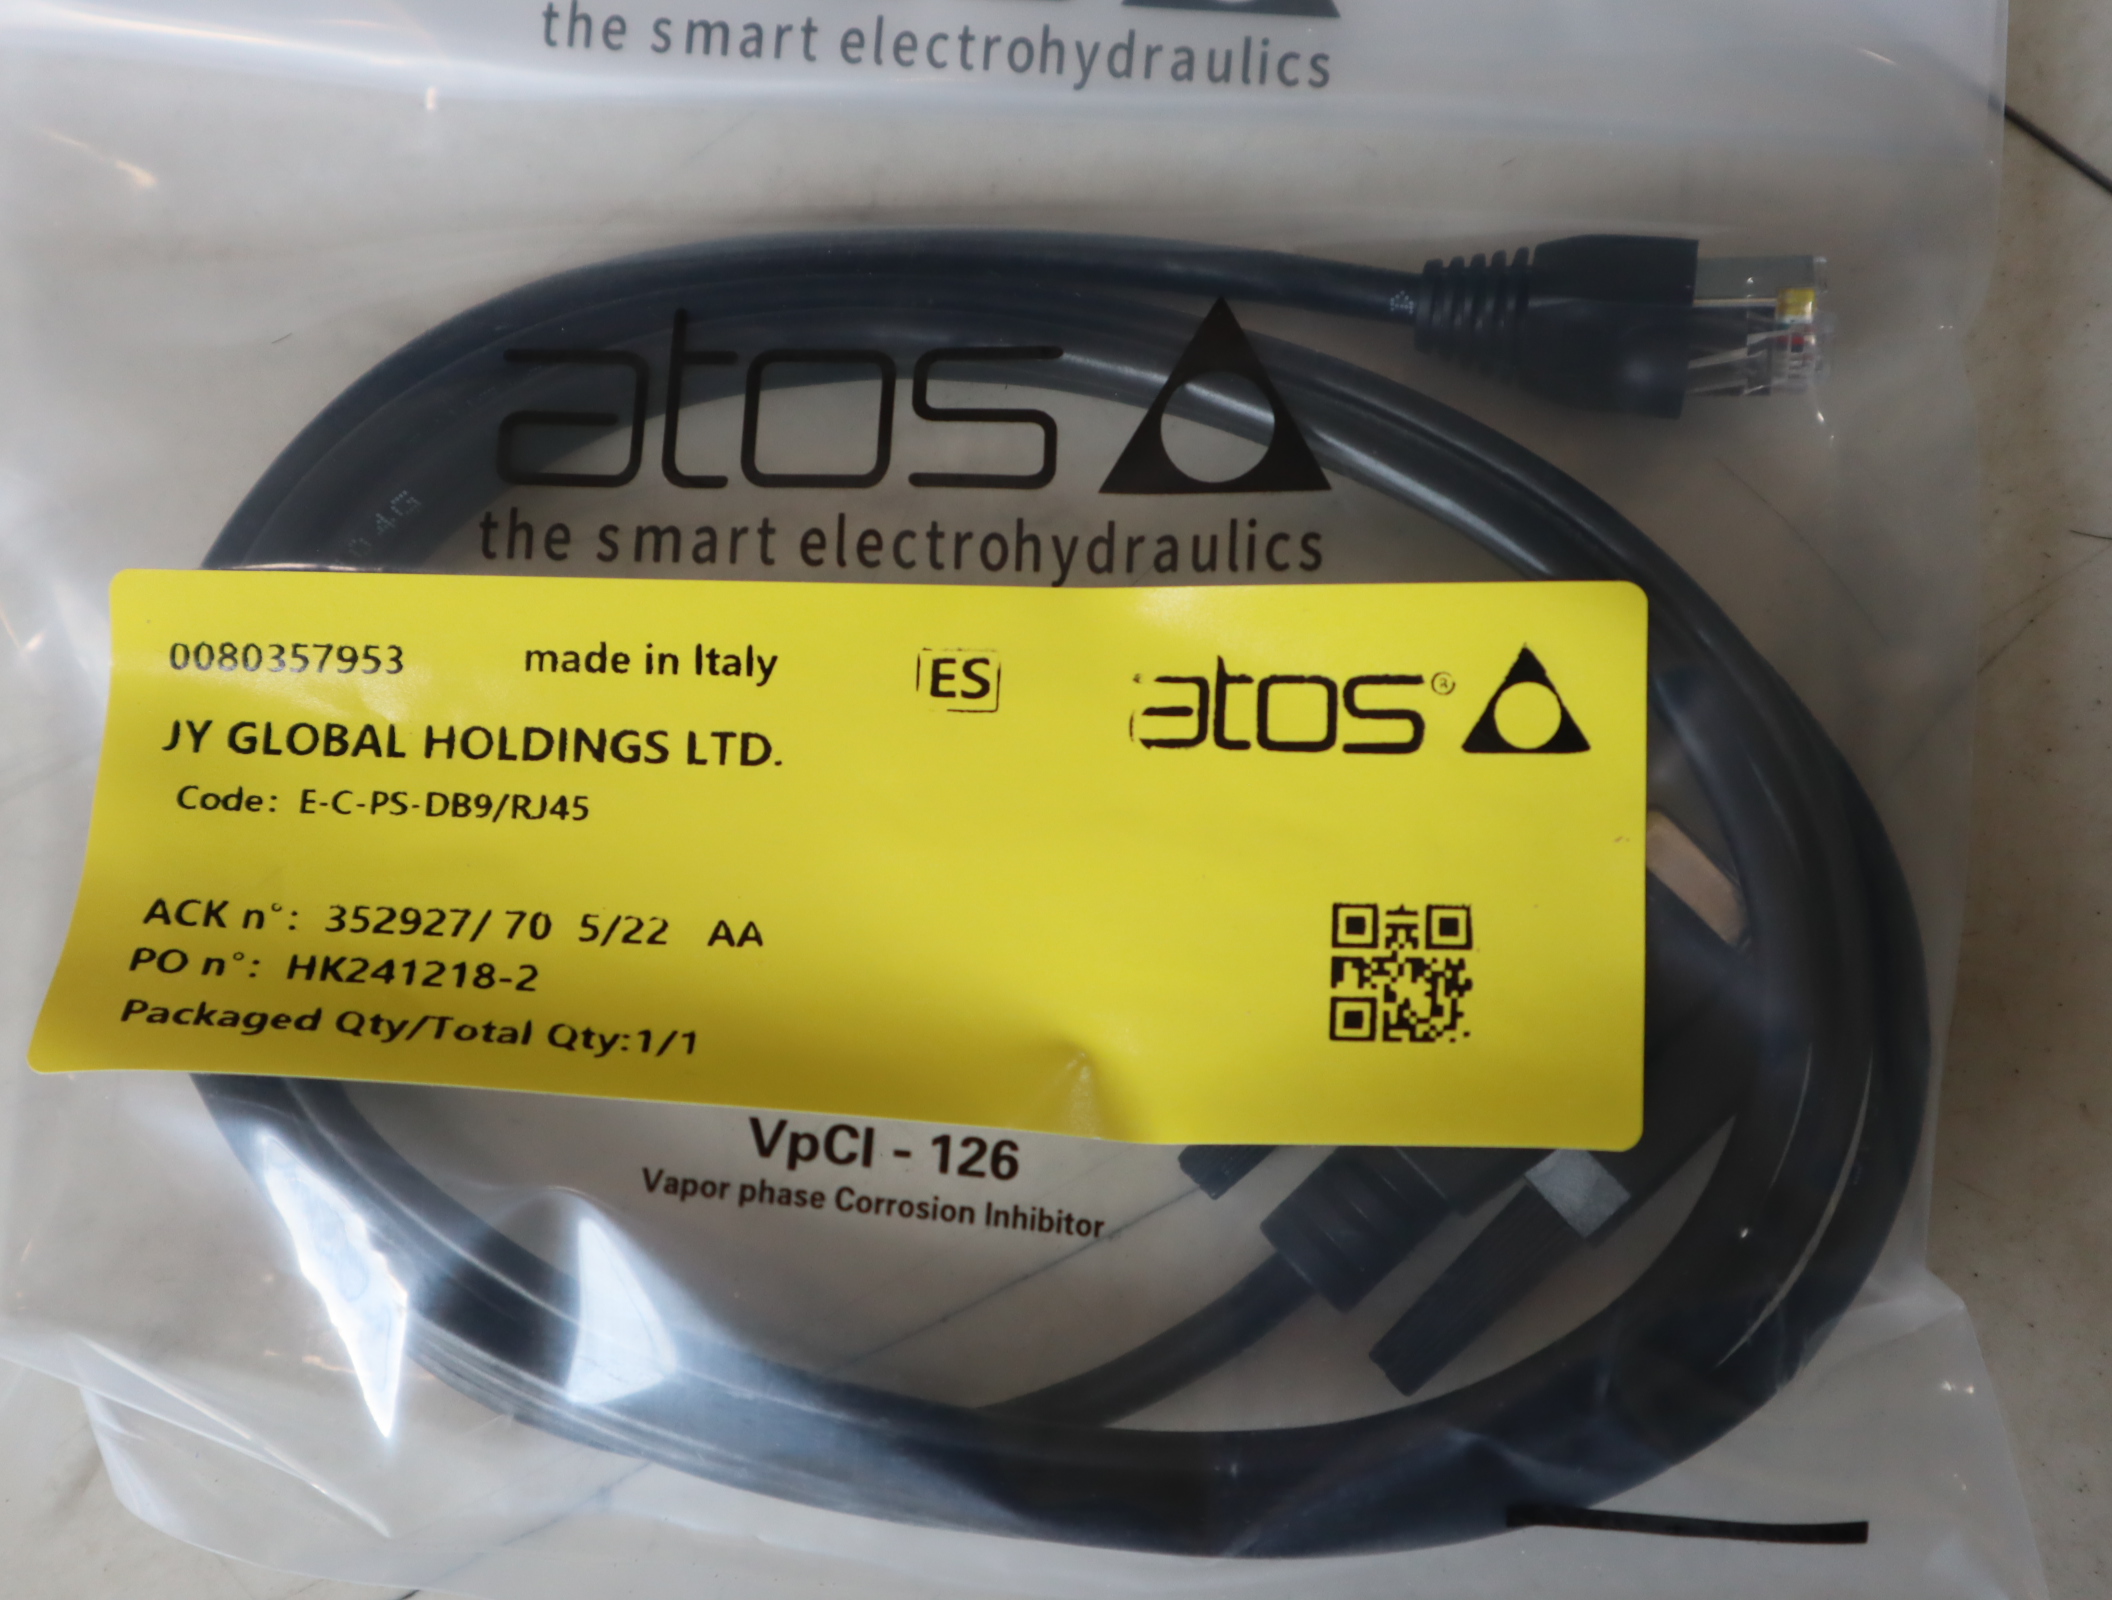 the smart electrohydraulics
atos
the smart electrohydraulics
0080357953 made in Italy ES atos®
JY GLOBAL HOLDINGS LTD.
Code: E-C-PS-DB9/RJ45
ACK n°: 352927/ 70 5/22 AA
PO n°: HK241218-2
Packaged Qty/Total Qty:1/1
VpCI - 126
Vapor phase Corrosion Inhibitor